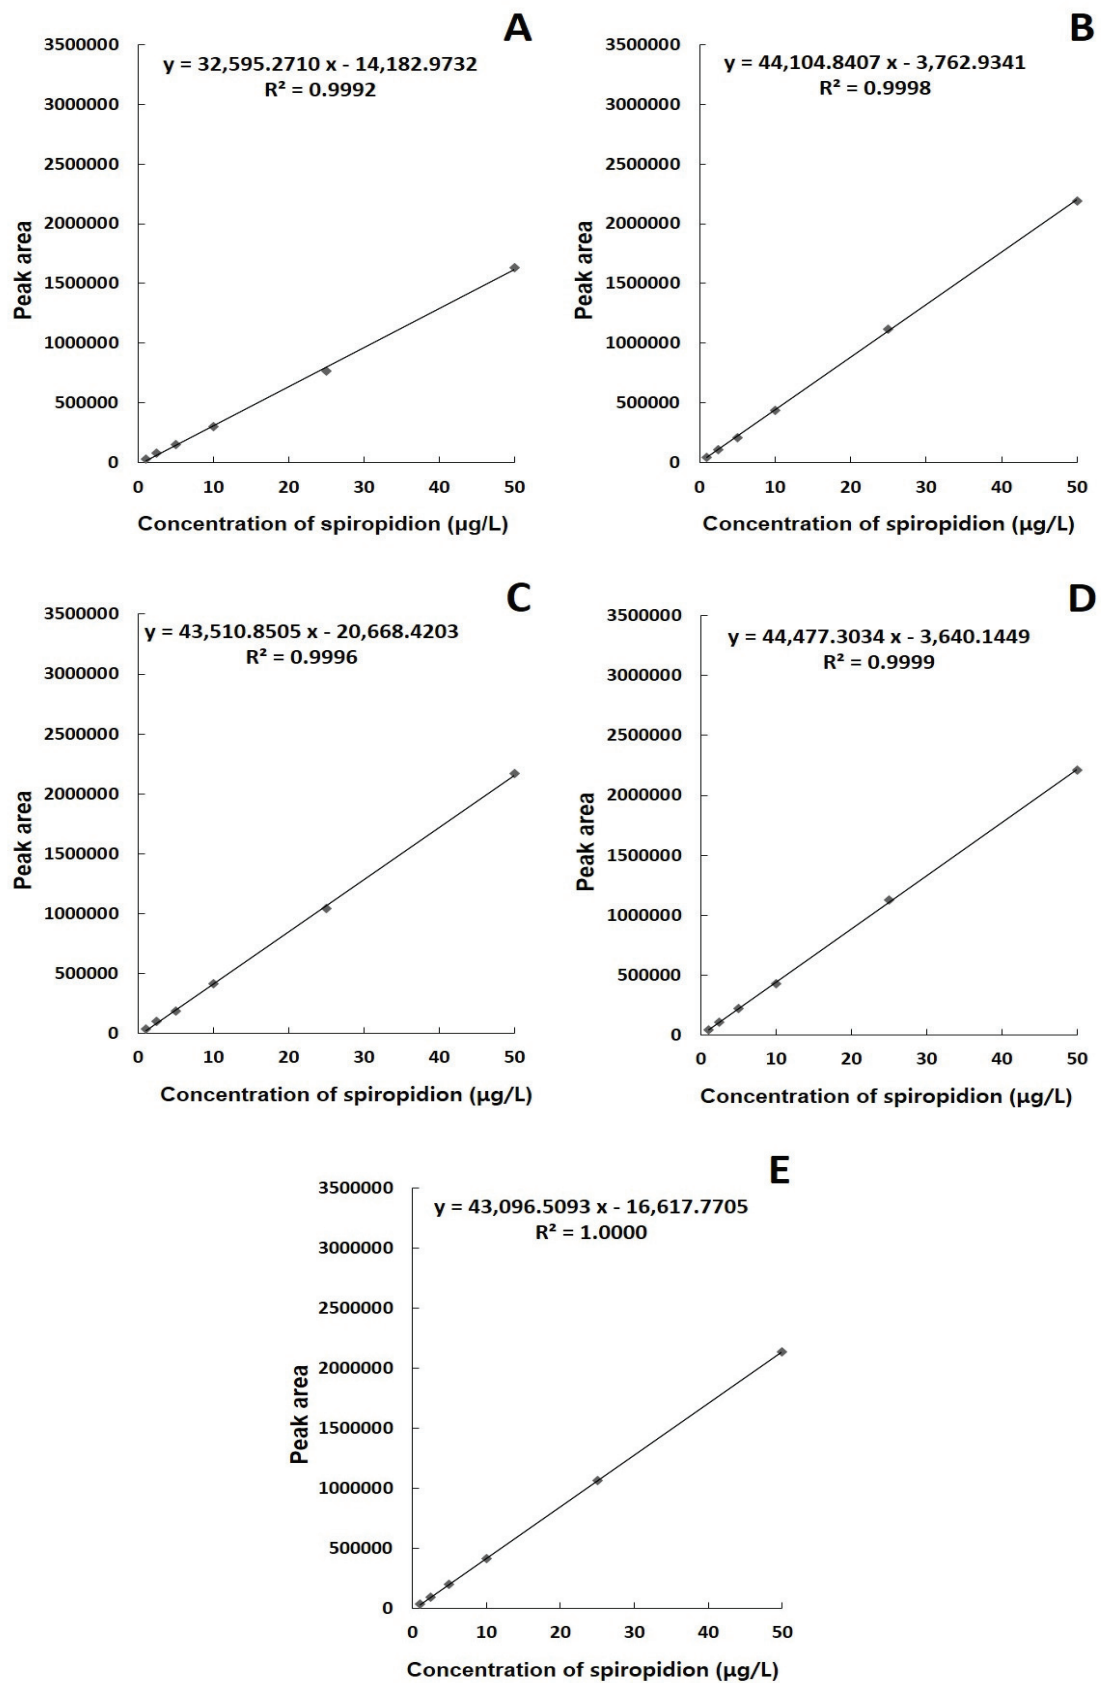 A
y = 32,595.2710 x - 14,182.9732
R² = 0.9992
3500000
3000000
2500000
2000000
1500000
1000000
500000
0
Peak area
0 10 20 30 40 50
Concentration of spiropidion (µg/L)
B
y = 44,104.8407 x - 3,762.9341
R² = 0.9998
3500000
3000000
2500000
2000000
1500000
1000000
500000
0
Peak area
0 10 20 30 40 50
Concentration of spiropidion (µg/L)
C
y = 43,510.8505 x - 20,668.4203
R² = 0.9996
3500000
3000000
2500000
2000000
1500000
1000000
500000
0
Peak area
0 10 20 30 40 50
Concentration of spiropidion (µg/L)
D
y = 44,477.3034 x - 3,640.1449
R² = 0.9999
3500000
3000000
2500000
2000000
1500000
1000000
500000
0
Peak area
0 10 20 30 40 50
Concentration of spiropidion (µg/L)
E
y = 43,096.5093 x - 16,617.7705
R² = 1.0000
3500000
3000000
2500000
2000000
1500000
1000000
500000
0
Peak area
0 10 20 30 40 50
Concentration of spiropidion (µg/L)